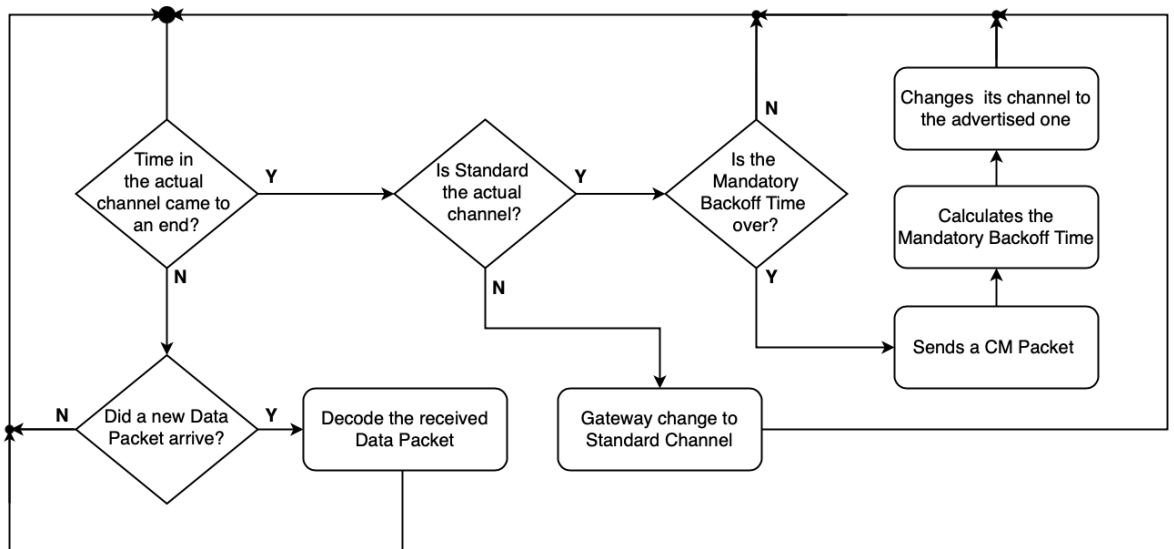 Time in
the actual
channel came to
an end?
Y
N
Is Standard
the actual
channel?
Y
N
Is the
Mandatory
Backoff Time
over?
N
Y
Changes its channel to
the advertised one
Calculates the
Mandatory Backoff Time
Sends a CM Packet
Did a new Data
Packet arrive?
N
Y
Decode the received
Data Packet
Gateway change to
Standard Channel